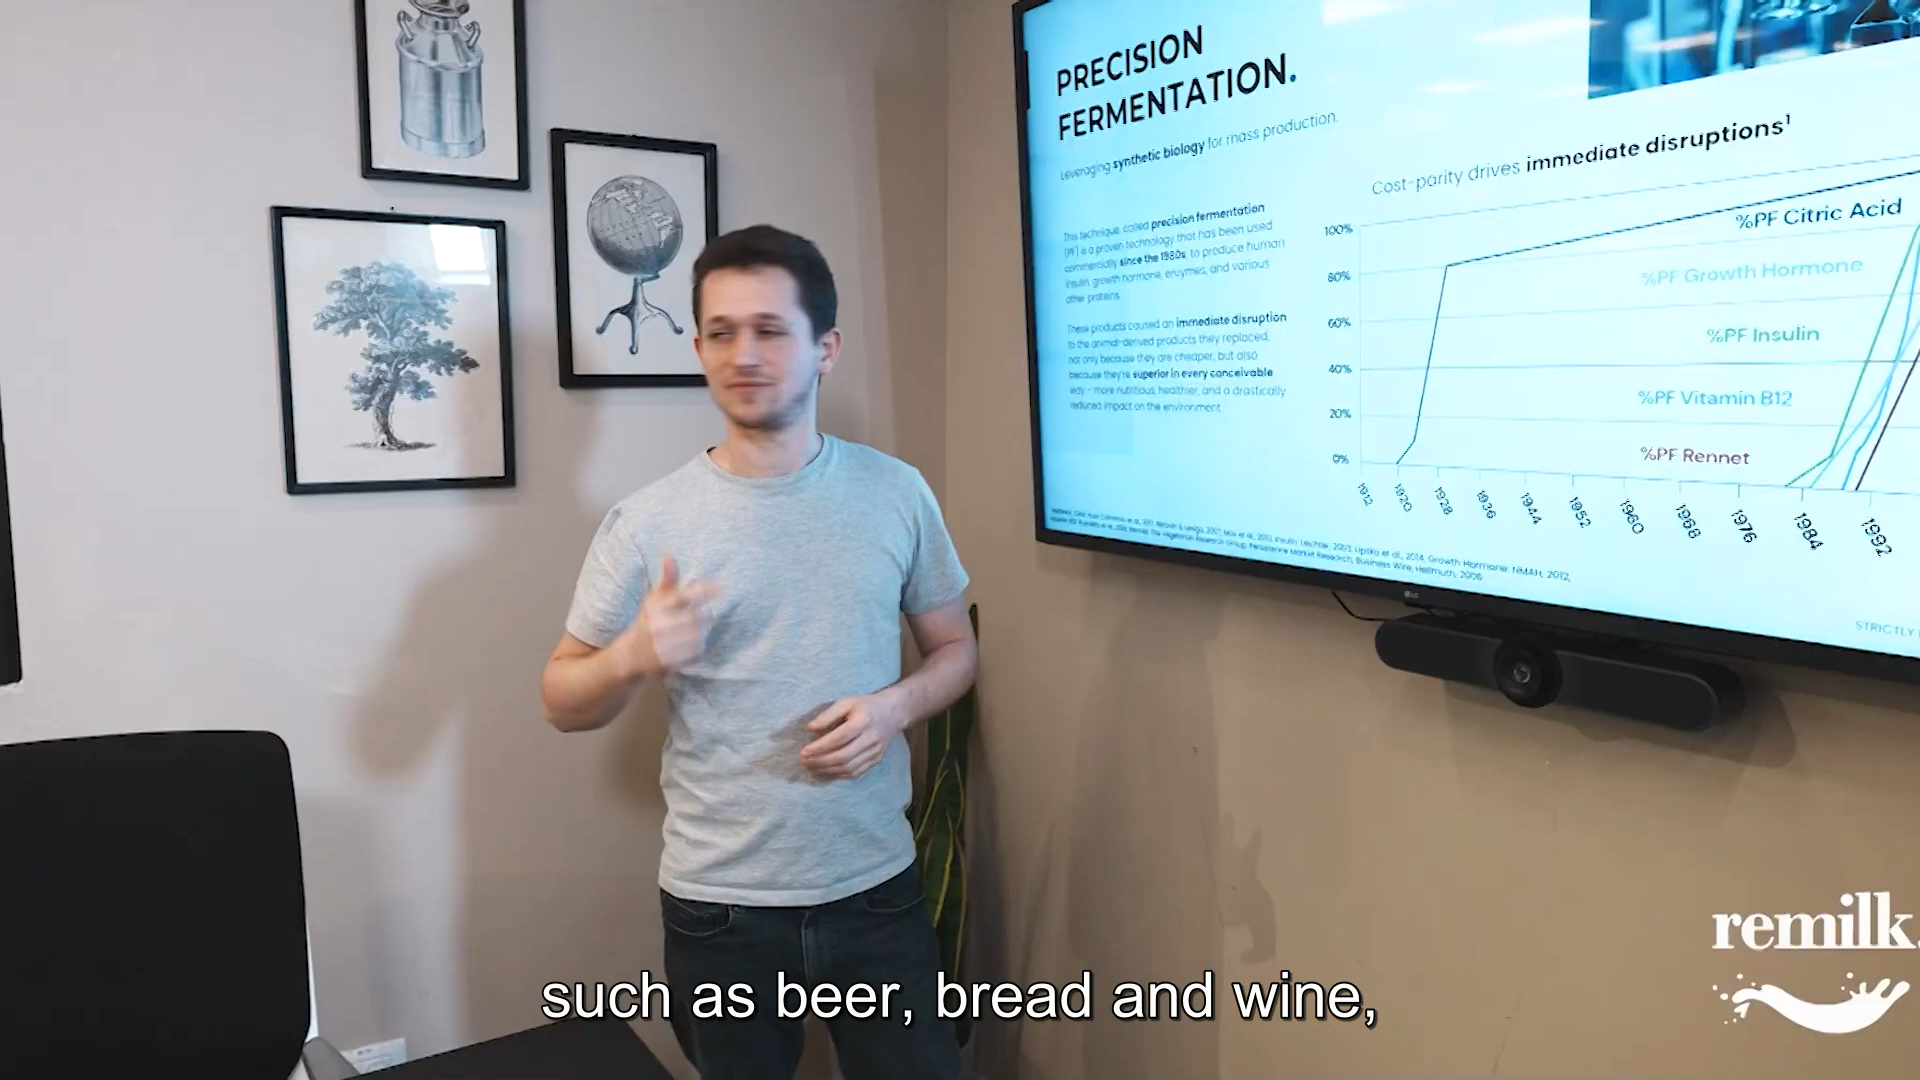 PRECISION
FERMENTATION.
Leveraging synthetic biology for mass production.
This technique, called precision fermentation
(PF) is a proven technology that has been used
commercially since the 1980s, to produce human
insulin, growth hormone, enzymes, and various
other proteins.
These products caused an immediate disruption
to the animal-derived products they replaced,
not only because they are cheaper, but also
because they're superior in every conceivable
way - more nutritious, healthier, and a drastically
reduced impact on the environment.
Cost-parity drives immediate disruptions¹
100%
80%
60%
40%
20%
0%
%PF Citric Acid
%PF Growth Hormone
%PF Insulin
%PF Vitamin B12
%PF Rennet
1912
1920
1928
1936
1944
1952
1960
1968
1976
1984
1992
STRICTLY
LG
remilk.
such as beer, bread and wine,